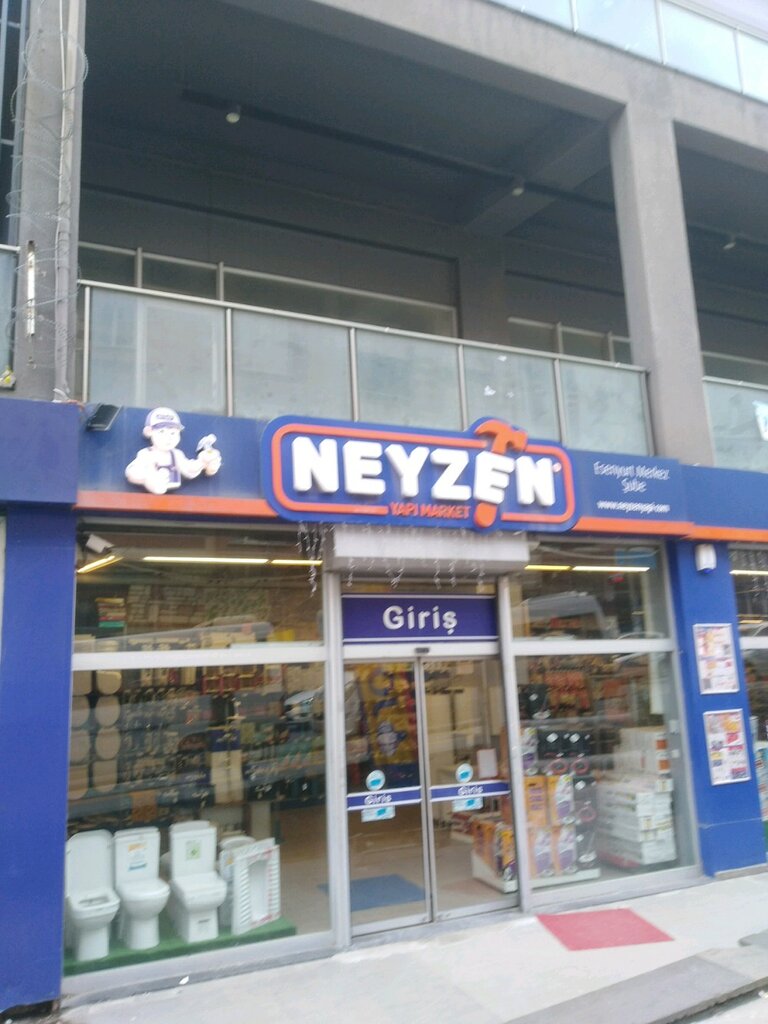 NEYZEN
YAPI MARKET
Esenyurt Merkez
Şube
www.neyzenyapi.com
Giriş
Giriş
Giriş